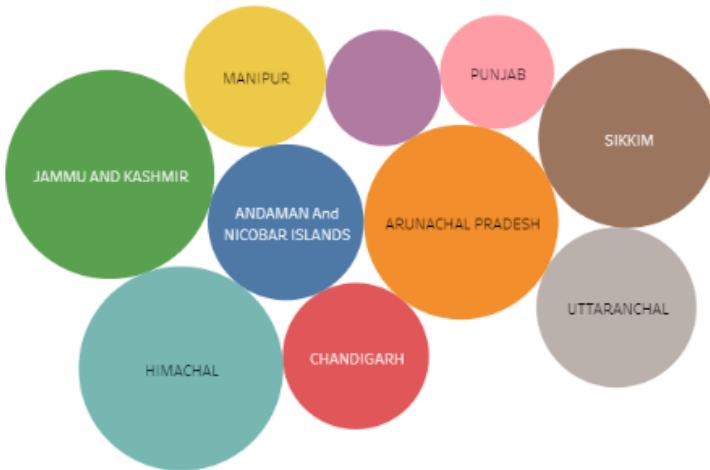 MANIPUR
PUNJAB
SIKKIM
JAMMU AND KASHMIR
ANDAMAN And
NICOBAR ISLANDS
ARUNACHAL PRADESH
UTTARANCHAL
CHANDIGARH
HIMACHAL